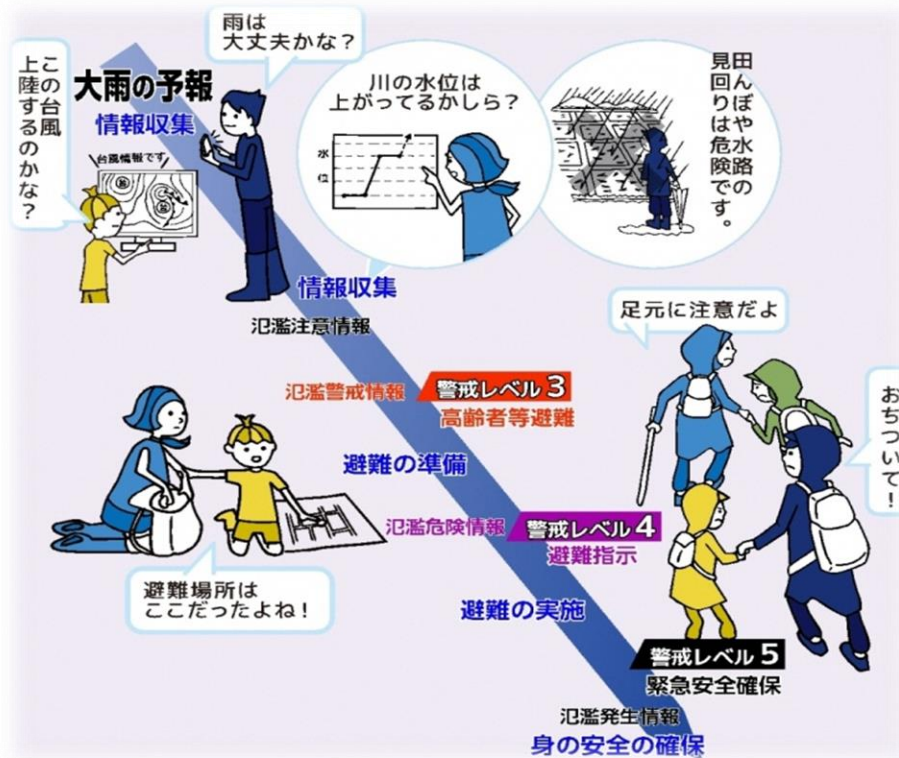 雨は
大丈夫かな？
この台風
上陸するのかな？
大雨の予報
情報収集
台風情報です
台
台
川の水位は
上がってるかしら？
水
位
田んぼや水路の
見回りは危険です。
情報収集
氾濫注意情報
足元に注意だよ
氾濫警戒情報
警戒レベル3
高齢者等避難
おちついて！
避難の準備
氾濫危険情報
警戒レベル4
避難指示
避難場所は
ここだったよね！
避難の実施
警戒レベル5
緊急安全確保
氾濫発生情報
身の安全の確保